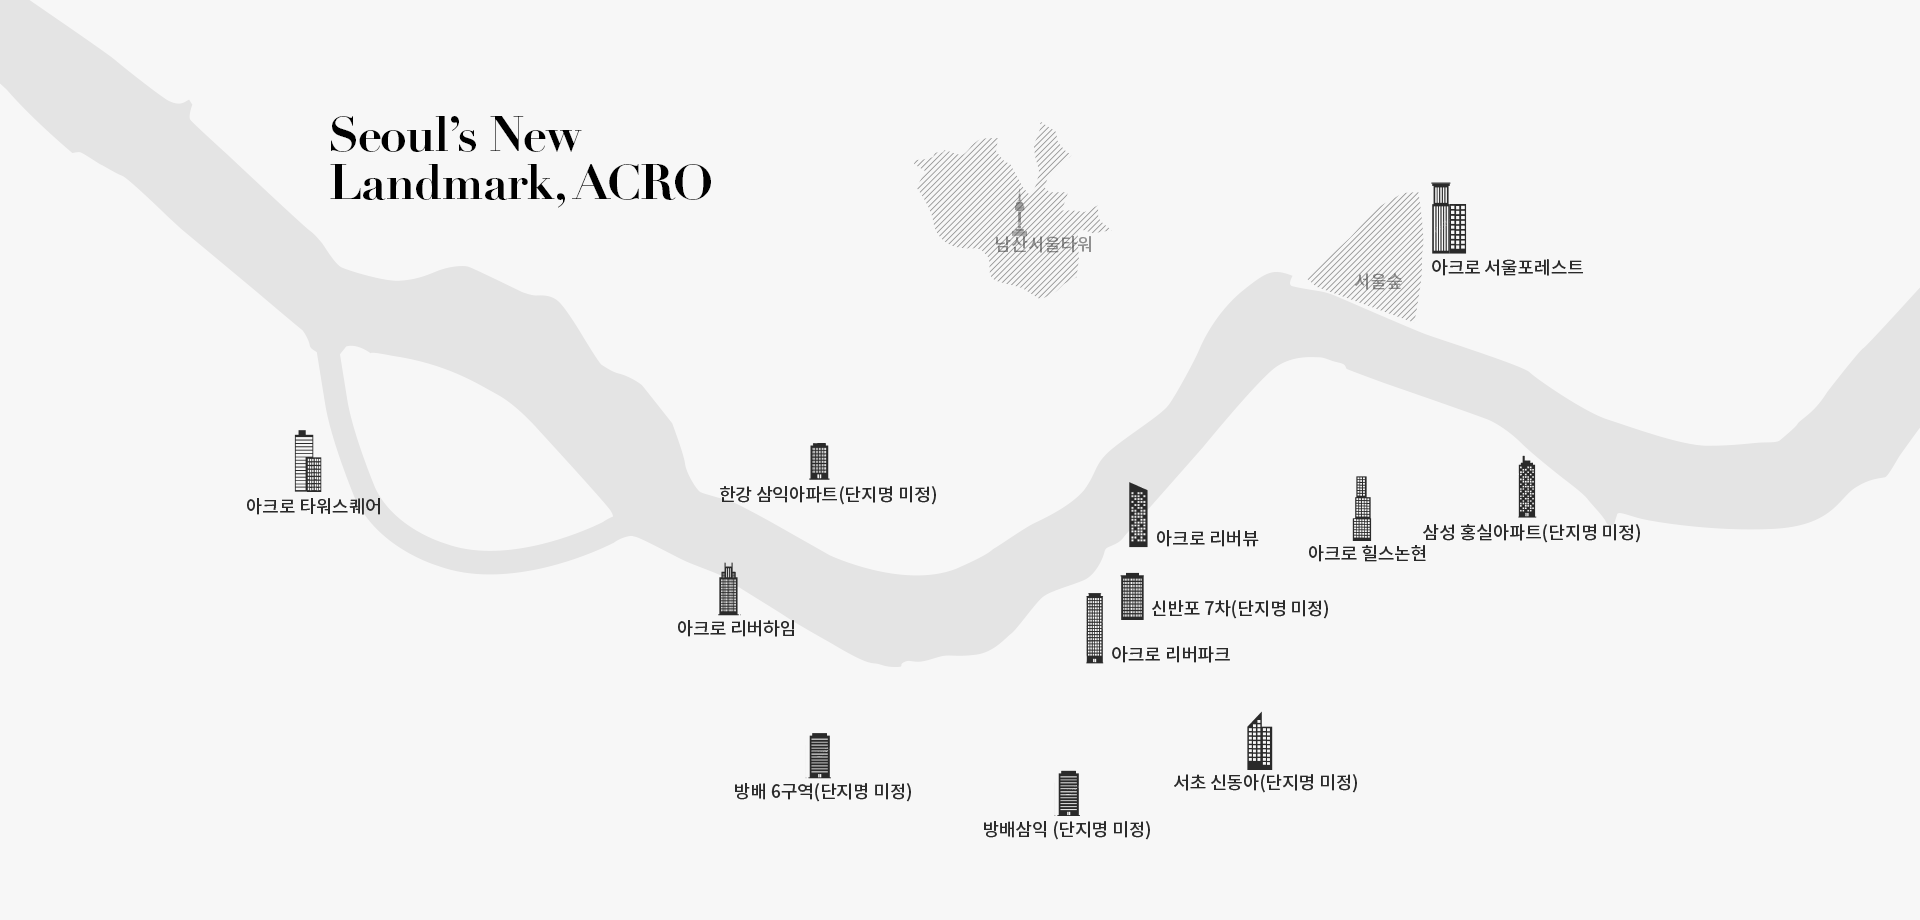 Seoul’s New
Landmark, ACRO
남산서울타워
아크로 서울포레스트
서울숲
한강 삼익아파트(단지명 미정)
아크로 타워스퀘어
아크로 리버뷰
아크로 힐스논현
삼성 홍실아파트(단지명 미정)
신반포 7차(단지명 미정)
아크로 리버하임
아크로 리버파크
서초 신동아(단지명 미정)
방배 6구역(단지명 미정)
방배삼익 (단지명 미정)